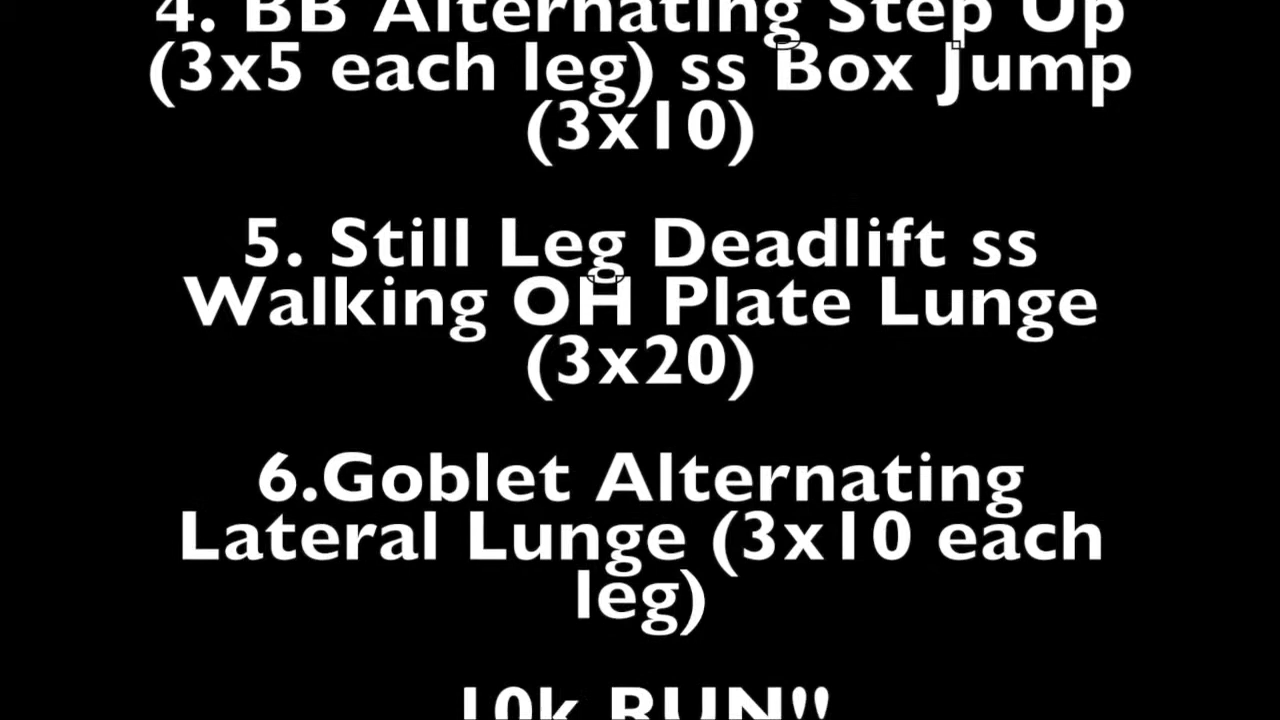 4. BB Alternating Step Up
(3x5 each leg) ss Box Jump
(3x10)
5. Still Leg Deadlift ss
Walking OH Plate Lunge
(3x20)
6.Goblet Alternating
Lateral Lunge (3x10 each
leg)
10k RUN!!